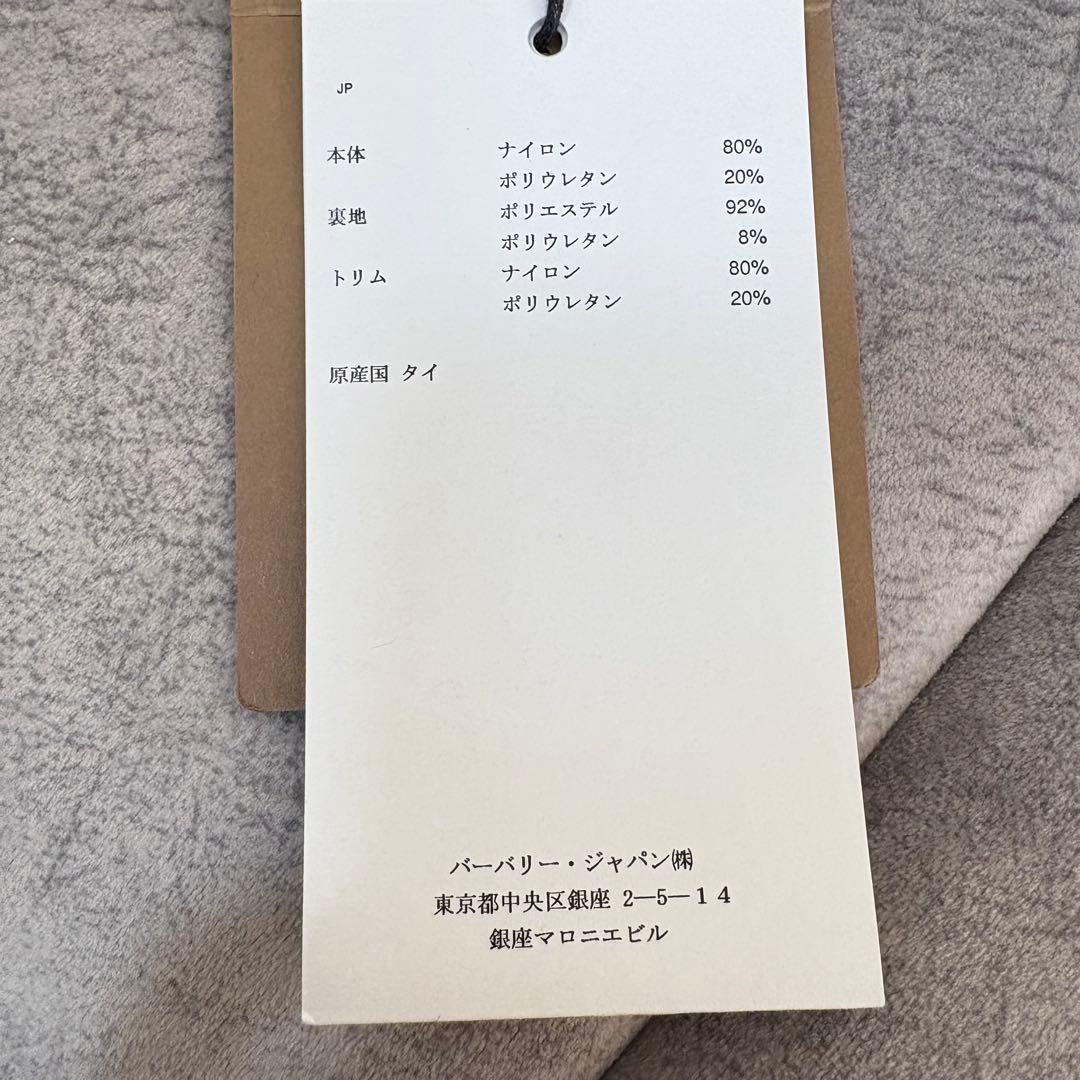 JP
本体 ナイロン 80%
ポリウレタン 20%
裏地 ポリエステル 92%
ポリウレタン 8%
トリム ナイロン 80%
ポリウレタン 20%
原産国 タイ
バーバリー・ジャパン㈱
東京都中央区銀座 2―5―14
銀座マロニエビル